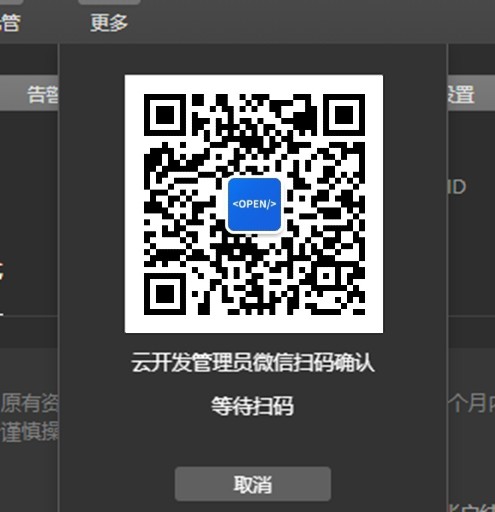 管
更多
告警
设置
ID
<OPEN/>
云开发管理员微信扫码确认
等待扫码
原有资
个月内
谨慎操
取消